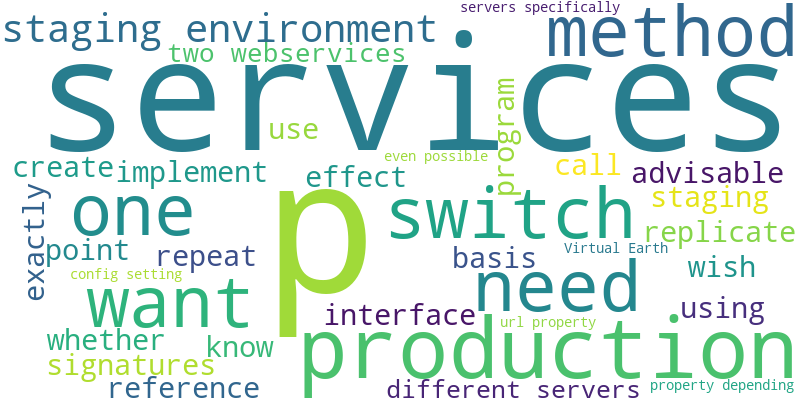 servers specifically
staging environment
method
two webservices
services
use
program
even possible
create
implement
effect
call
advisable
exactly
one
p
switch
staging
replicate
point
repeat
basis
Virtual Earth
wish
config setting
want
need
interface
using
url property
production
whether
know
signatures
reference
different servers
property depending